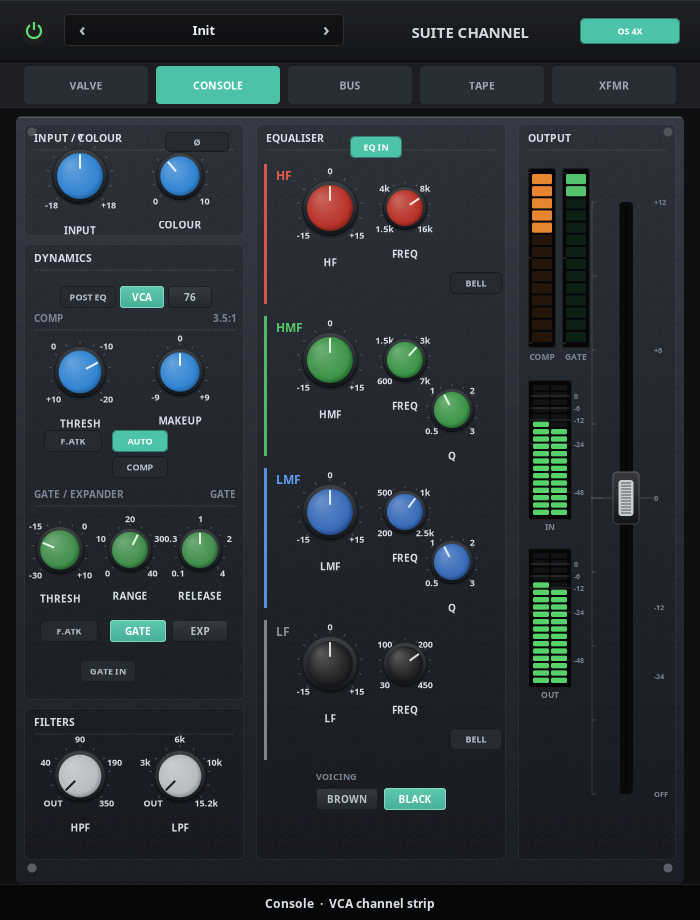 ‹ Init › SUITE CHANNEL OS 4X
VALVE CONSOLE BUS TAPE XFMR
INPUT / COLOUR Ø
0
-18 +18 0 10
INPUT COLOUR
DYNAMICS
POST EQ VCA 76
COMP 3.5:1
0 -10 0
+10 -20 -9 +9
THRESH MAKEUP
F.ATK AUTO
COMP
GATE / EXPANDER GATE
-15 0 20 1
10 30 0.3 2
-30 +10 0 40 0.1 4
THRESH RANGE RELEASE
F.ATK GATE EXP
GATE IN
FILTERS
90 6k
40 190 3k 10k
OUT 350 OUT 15.2k
HPF LPF
EQUALISER EQ IN
HF 0
4k 8k
-15 +15 1.5k 16k
HF FREQ
BELL
HMF 0
1.5k 3k
-15 +15 600 7k
HMF FREQ
1 2
0.5 3
Q
LMF 0
500 1k
-15 +15 200 2.5k
LMF FREQ
1 2
0.5 3
Q
LF 0
100 200
-15 +15 30 450
LF FREQ
BELL
VOICING
BROWN BLACK
OUTPUT
COMP GATE
0
-6
-12
-24
-48
IN
0
-6
-12
-24
-48
OUT
+12
+6
0
-12
-24
OFF
Console · VCA channel strip